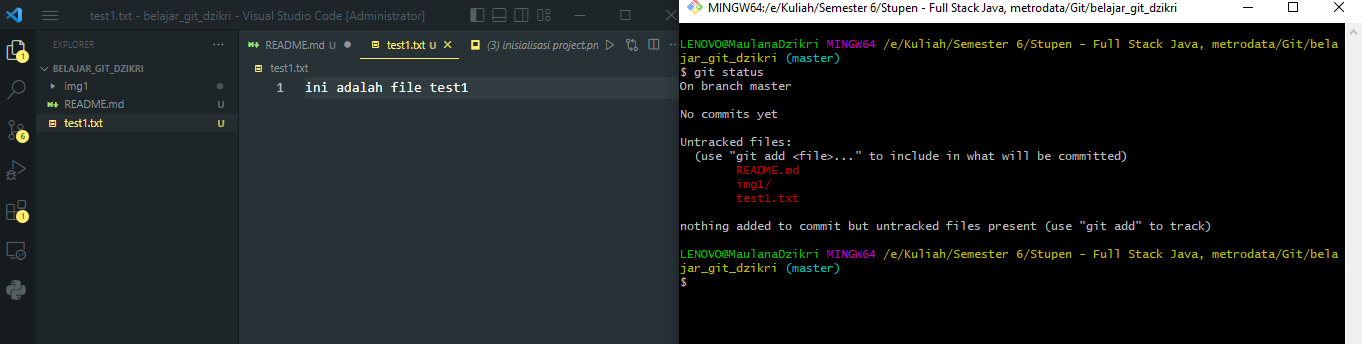 test1.txt - belajar_git_dzikri - Visual Studio Code [Administrator]
EXPLORER
BELAJAR_GIT_DZIKRI
img1
README.md U
test1.txt U
1
6
1
README.md U
test1.txt U
(3) inisialisasi project.pn
test1.txt
1 ini adalah file test1
MINGW64:/e/Kuliah/Semester 6/Stupen - Full Stack Java, metrodata/Git/belajar_git_dzikri
LENOVO@MaulanaDzikri MINGW64 /e/Kuliah/Semester 6/Stupen - Full Stack Java, metrodata/Git/bela
jar_git_dzikri (master)
$ git status
On branch master
No commits yet
Untracked files:
(use "git add <file>..." to include in what will be committed)
README.md
img1/
test1.txt
nothing added to commit but untracked files present (use "git add" to track)
LENOVO@MaulanaDzikri MINGW64 /e/Kuliah/Semester 6/Stupen - Full Stack Java, metrodata/Git/bela
jar_git_dzikri (master)
$